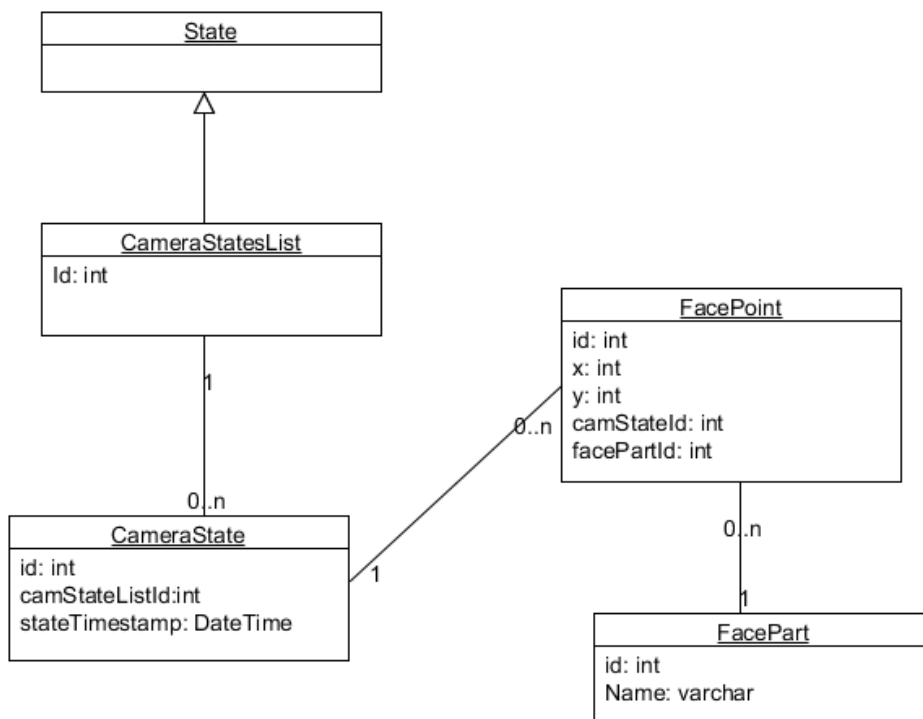 State
CameraStatesList
Id: int
1
0..n
CameraState
id: int
camStateListId:int
stateTimestamp: DateTime
1
0..n
FacePoint
id: int
x: int
y: int
camStateId: int
facePartId: int
0..n
1
FacePart
id: int
Name: varchar